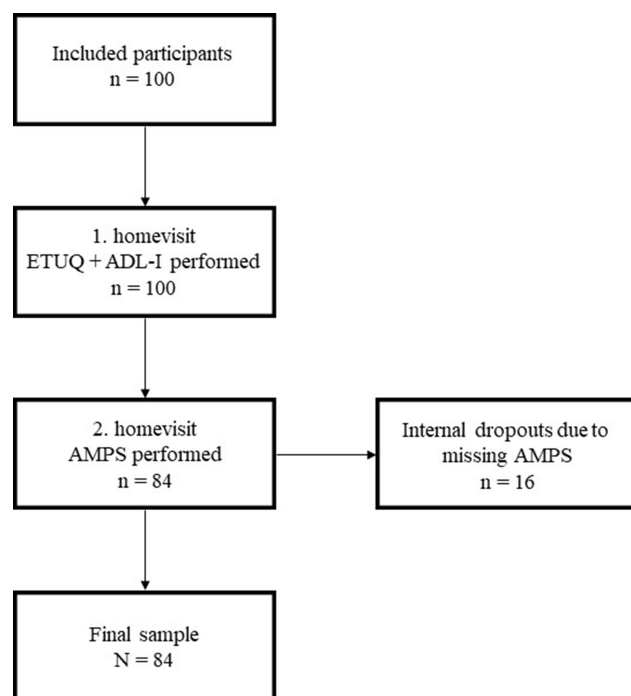 Included participants
n = 100
1. homevisit
ETUQ + ADL-I performed
n = 100
2. homevisit
AMPS performed
n = 84
Internal dropouts due to
missing AMPS
n = 16
Final sample
N = 84